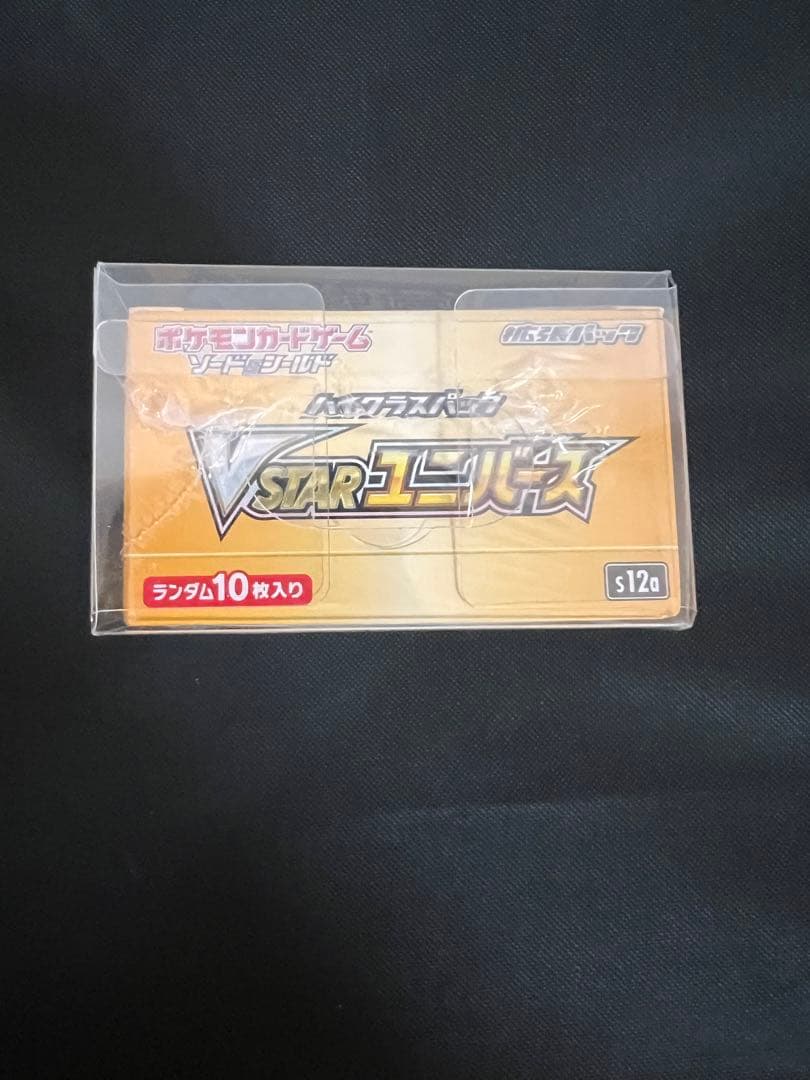 ポケモンカードゲーム
ソード&シールド
拡張パック
ハイクラスパック
VSTARユニバース
ランダム10枚入り
s12a